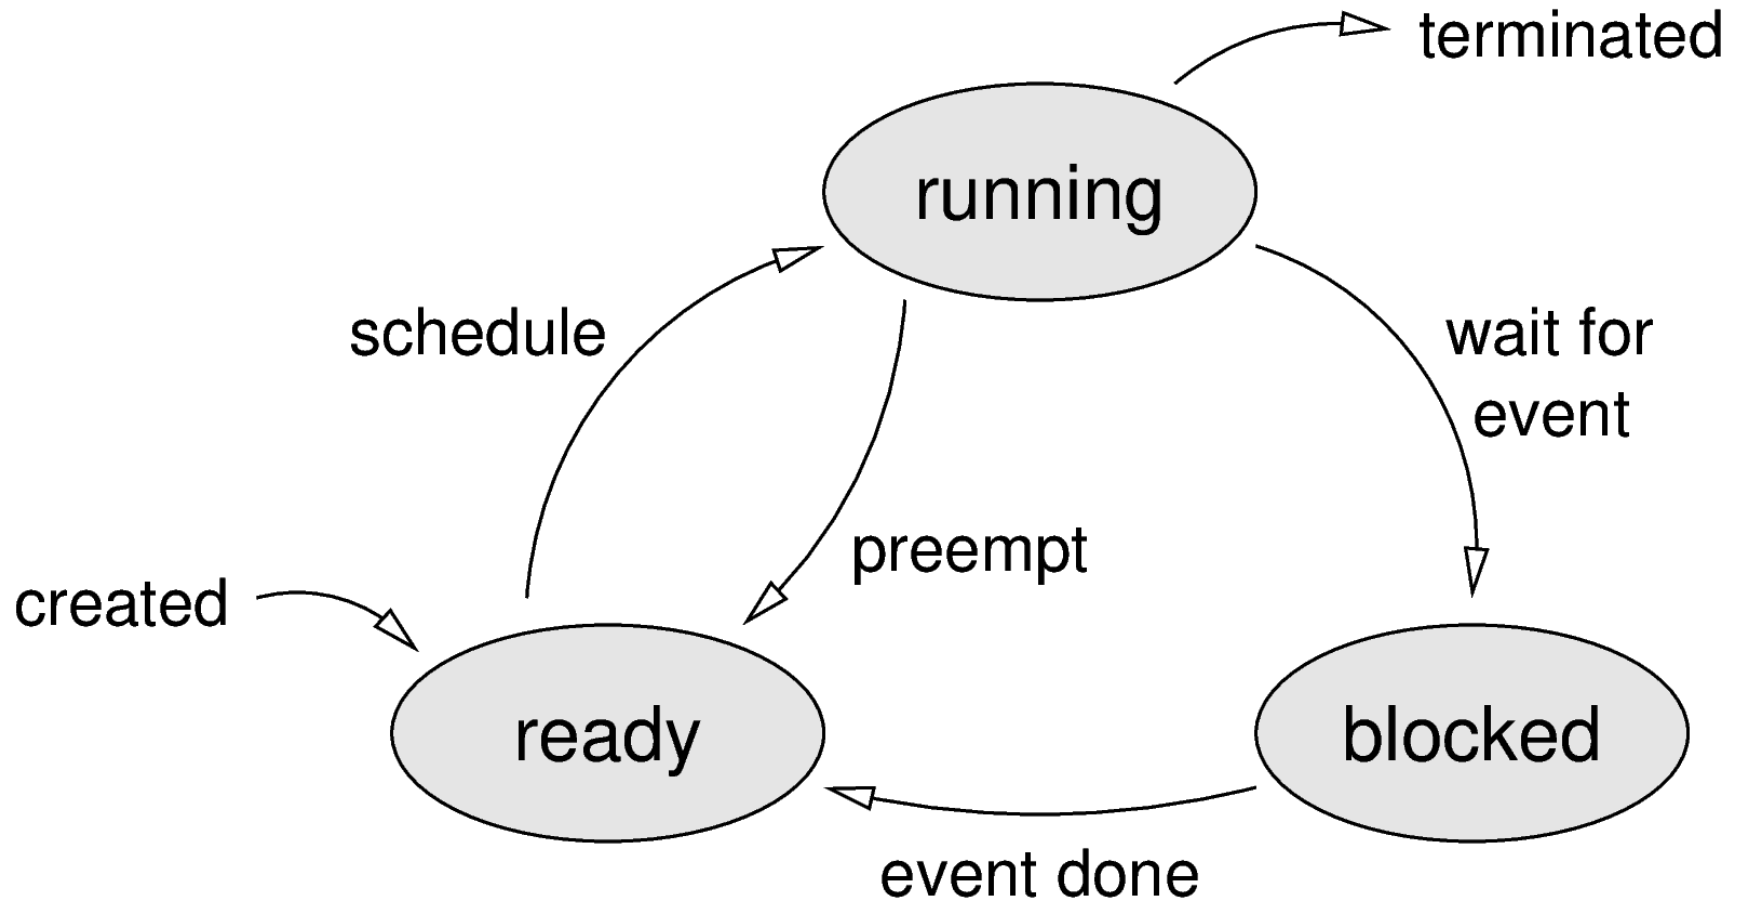 terminated
running
schedule
wait for
event
preempt
created
ready
blocked
event done